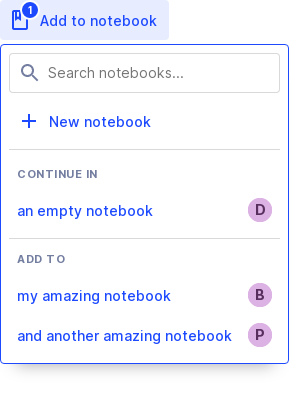 1
Add to notebook
Search notebooks...
New notebook
CONTINUE IN
an empty notebook D
ADD TO
my amazing notebook B
and another amazing notebook P